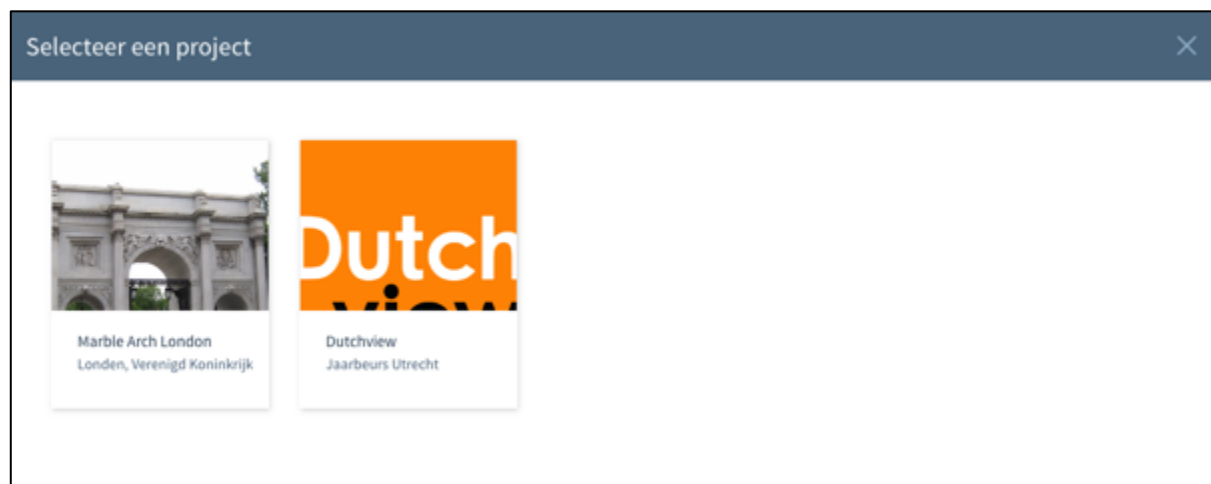 Selecteer een project
Dutch
view
Marble Arch London
Londen, Verenigd Koninkrijk
Dutchview
Jaarbeurs Utrecht